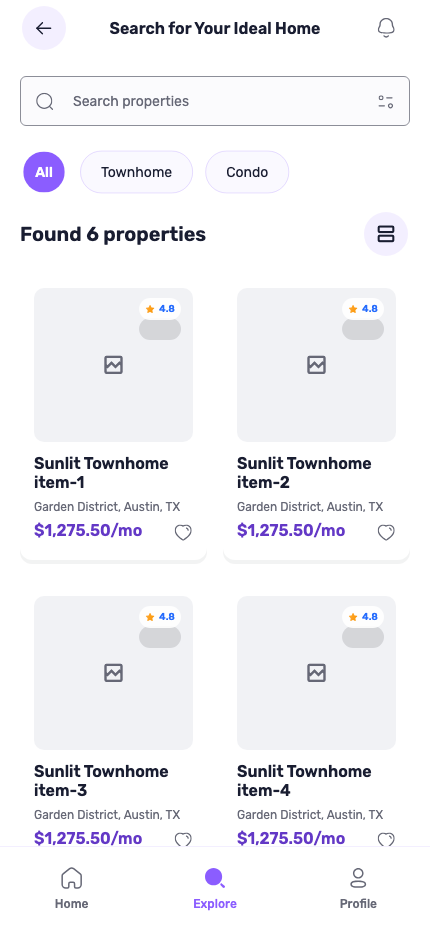 Search for Your Ideal Home
Search properties
All
Townhome
Condo
Found 6 properties
4.8
Sunlit Townhome
item-1
Garden District, Austin, TX
$1,275.50/mo
4.8
Sunlit Townhome
item-2
Garden District, Austin, TX
$1,275.50/mo
4.8
Sunlit Townhome
item-3
Garden District, Austin, TX
$1,275.50/mo
4.8
Sunlit Townhome
item-4
Garden District, Austin, TX
$1,275.50/mo
Home
Explore
Profile